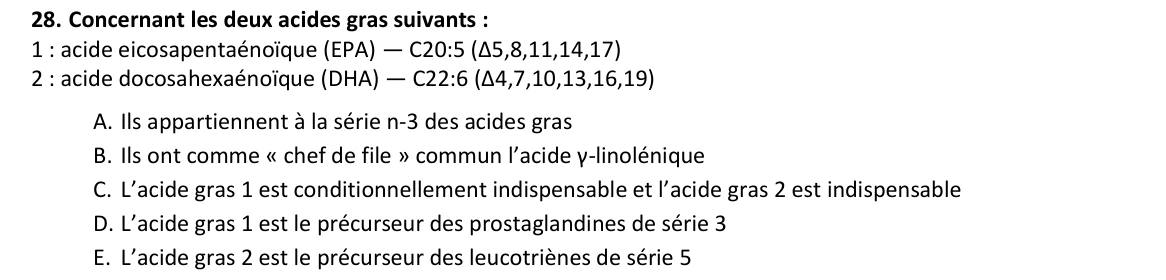 28. Concernant les deux acides gras suivants :
1 : acide eicosapentaénoïque (EPA) — C20:5 (Δ5,8,11,14,17)
2 : acide docosahexaénoïque (DHA) — C22:6 (Δ4,7,10,13,16,19)
A. Ils appartiennent à la série n-3 des acides gras
B. Ils ont comme « chef de file » commun l’acide γ-linolénique
C. L’acide gras 1 est conditionnellement indispensable et l’acide gras 2 est indispensable
D. L’acide gras 1 est le précurseur des prostaglandines de série 3
E. L’acide gras 2 est le précurseur des leucotriènes de série 5